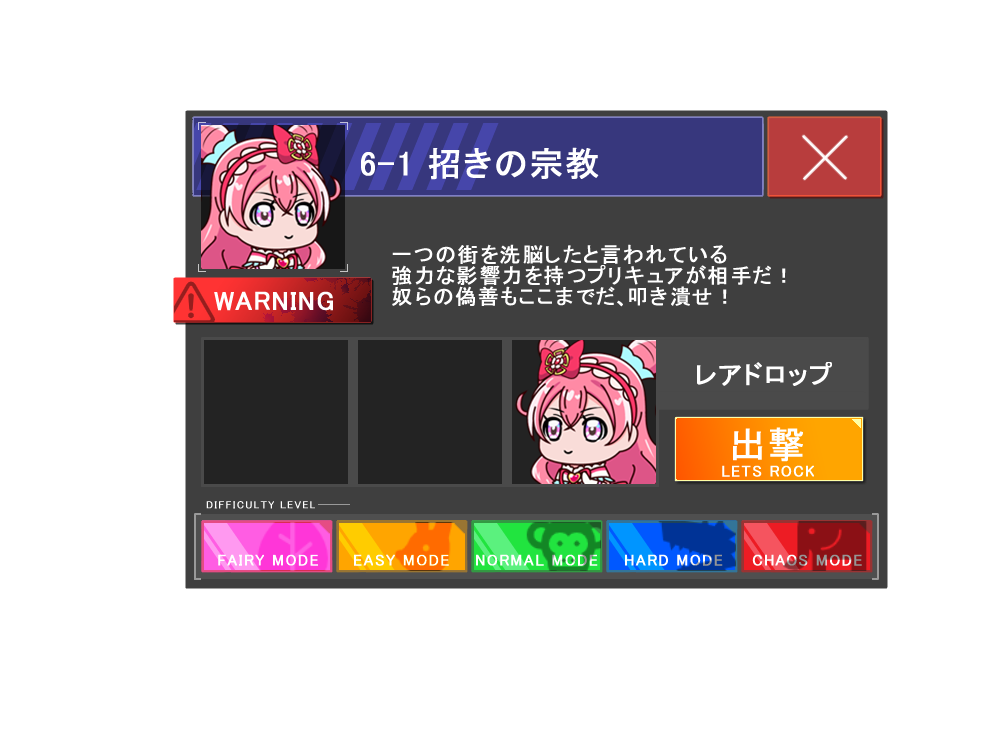 6-1 招きの宗教
一つの街を洗脳したと言われている
強力な影響力を持つプリキュアが相手だ！
奴らの偽善もここまでだ、叩き潰せ！
WARNING
レアドロップ
出撃
LETS ROCK
DIFFICULTY LEVEL
FAIRY MODE
EASY MODE
NORMAL MODE
HARD MODE
CHAOS MODE